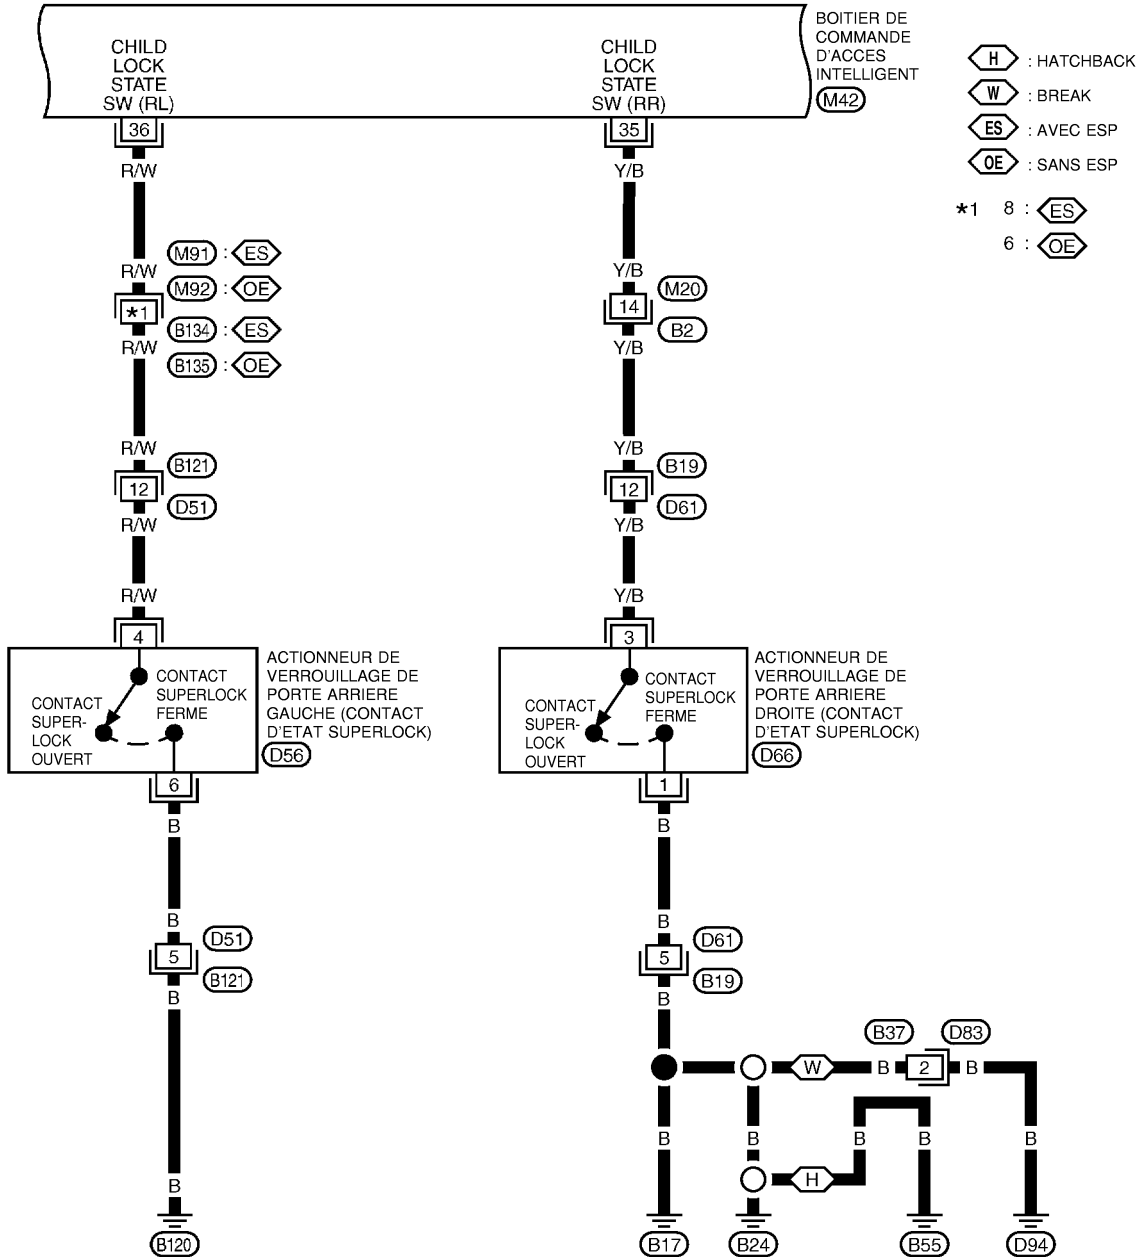 CHILD
LOCK
STATE
SW (RL)
CHILD
LOCK
STATE
SW (RR)
BOITIER DE
COMMANDE
D'ACCES
INTELLIGENT
M42
H : HATCHBACK
W : BREAK
ES : AVEC ESP
OE : SANS ESP
*1 8 : ES
6 : OE
36
35
R/W
Y/B
M91 : ES
R/W
Y/B
M92 : OE
M20
*1
14
B134 : ES
B2
R/W
Y/B
B135 : OE
R/W
Y/B
B121
B19
12
12
D51
D61
R/W
Y/B
R/W
Y/B
4
3
CONTACT
SUPERLOCK
FERME
CONTACT
SUPER-
LOCK
OUVERT
ACTIONNEUR DE
VERROUILLAGE DE
PORTE ARRIERE
GAUCHE (CONTACT
D'ETAT SUPERLOCK)
D56
CONTACT
SUPERLOCK
FERME
CONTACT
SUPER-
LOCK
OUVERT
ACTIONNEUR DE
VERROUILLAGE DE
PORTE ARRIERE
DROITE (CONTACT
D'ETAT SUPERLOCK)
D66
6
1
B
B
B
B
D51
D61
5
5
B121
B19
B
B
B37
D83
W
B
2
B
B
B
B
B
B
H
B
B120
B17
B24
B55
D94